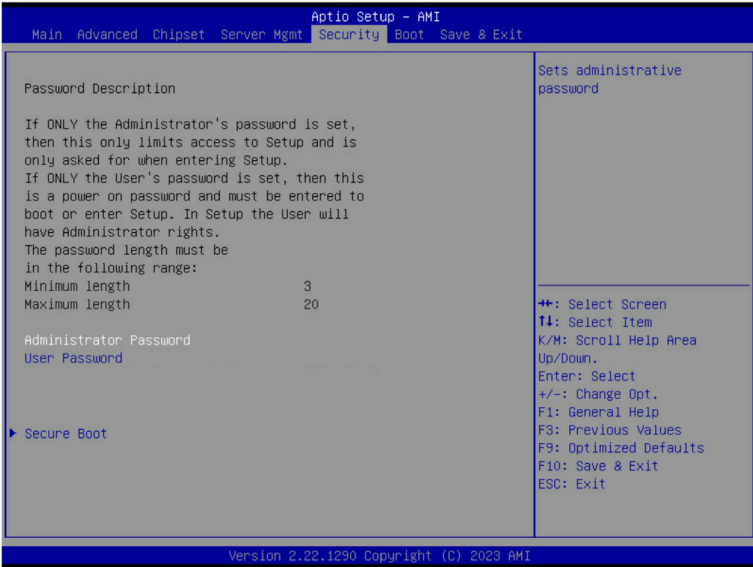 Aptio Setup – AMI
Main Advanced Chipset Server Mgmt Security Boot Save & Exit
Password Description
If ONLY the Administrator's password is set,
then this only limits access to Setup and is
only asked for when entering Setup.
If ONLY the User's password is set, then this
is a power on password and must be entered to
boot or enter Setup. In Setup the User will
have Administrator rights.
The password length must be
in the following range:
Minimum length 3
Maximum length 20
Administrator Password
User Password
Secure Boot
Sets administrative
password
→←: Select Screen
↑↓: Select Item
K/M: Scroll Help Area
Up/Down.
Enter: Select
+/-: Change Opt.
F1: General Help
F3: Previous Values
F9: Optimized Defaults
F10: Save & Exit
ESC: Exit
Version 2.22.1290 Copyright (C) 2023 AMI